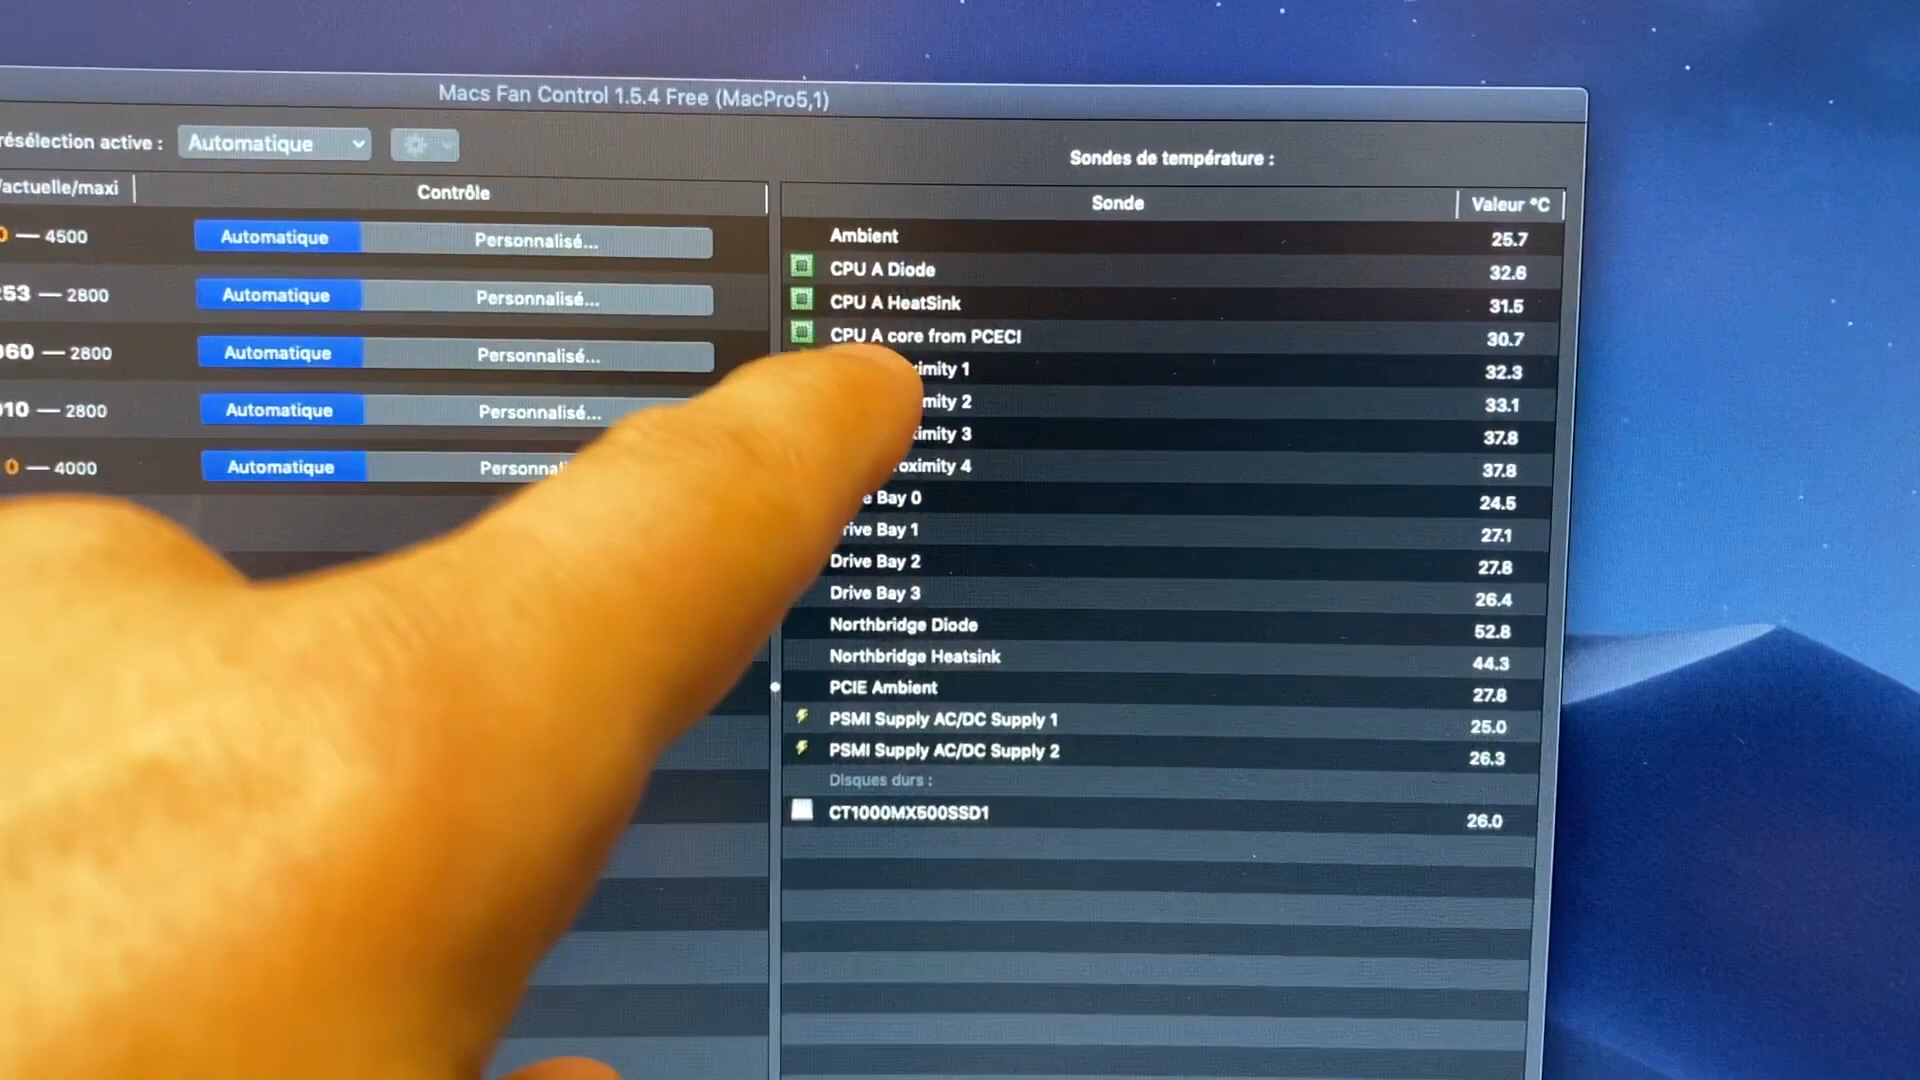 Macs Fan Control 1.5.4 Free (MacPro5,1)
résélection active : Automatique
Sondes de température :
/actuelle/maxi Contrôle
Sonde Valeur °C
0 — 4500 Automatique Personnalisé...
53 — 2800 Automatique Personnalisé...
060 — 2800 Automatique Personnalisé...
910 — 2800 Automatique Personnalisé...
0 — 4000 Automatique Personnal
Ambient 25.7
CPU A Diode 32.6
CPU A HeatSink 31.5
CPU A core from PCECI 30.7
imity 1 32.3
mity 2 33.1
imity 3 37.8
oximity 4 37.8
e Bay 0 24.5
rive Bay 1 27.1
Drive Bay 2 27.8
Drive Bay 3 26.4
Northbridge Diode 52.8
Northbridge Heatsink 44.3
PCIE Ambient 27.8
PSMI Supply AC/DC Supply 1 25.0
PSMI Supply AC/DC Supply 2 26.3
Disques durs :
CT1000MX500SSD1 26.0